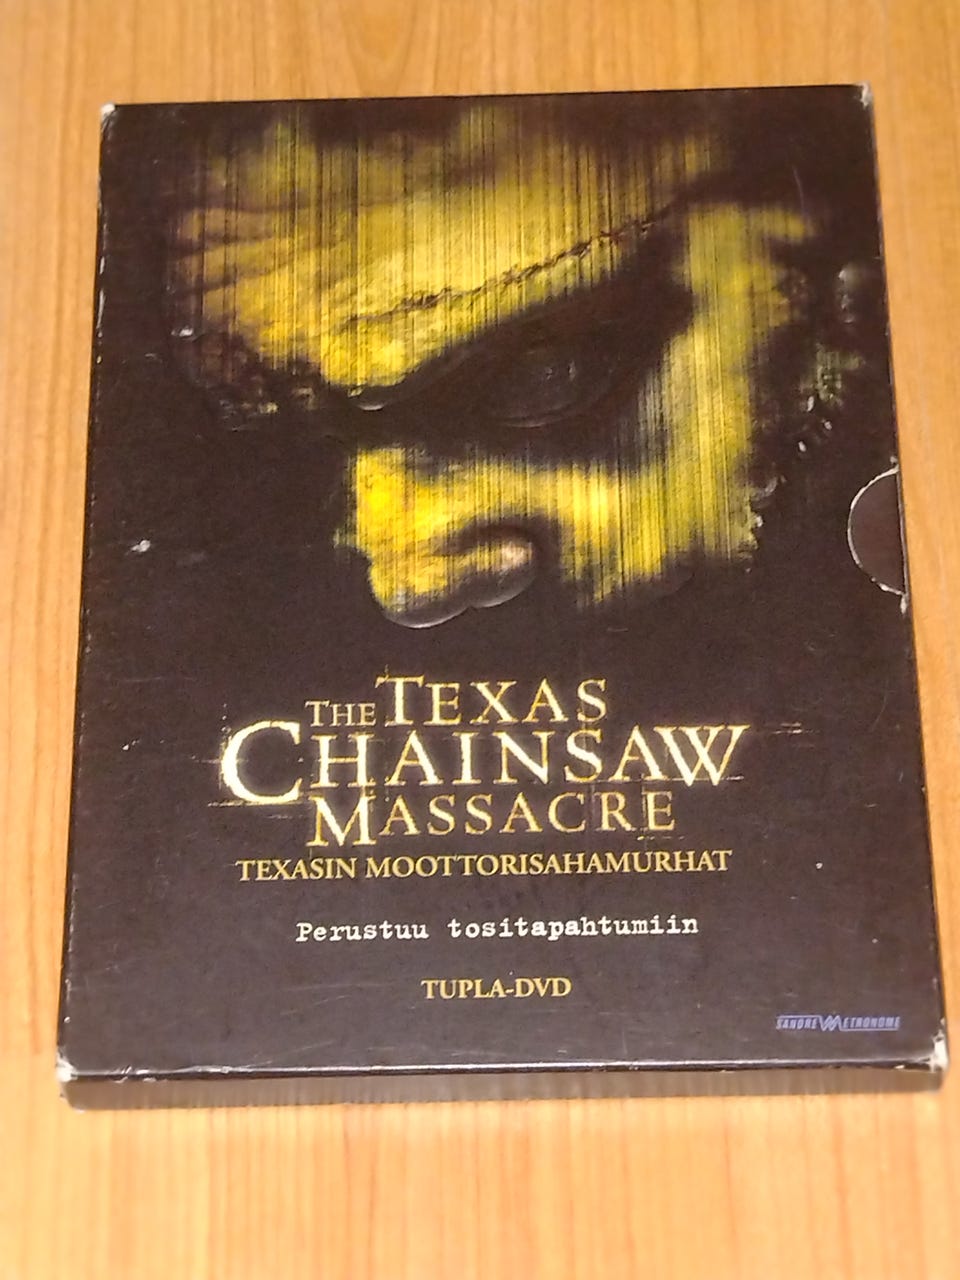 THE TEXAS
CHAINSAW
MASSACRE
TEXASIN MOOTTORISAHAMURHAT
Perustuu tositapahtumiin
TUPLA-DVD
SANDREW METRONOME